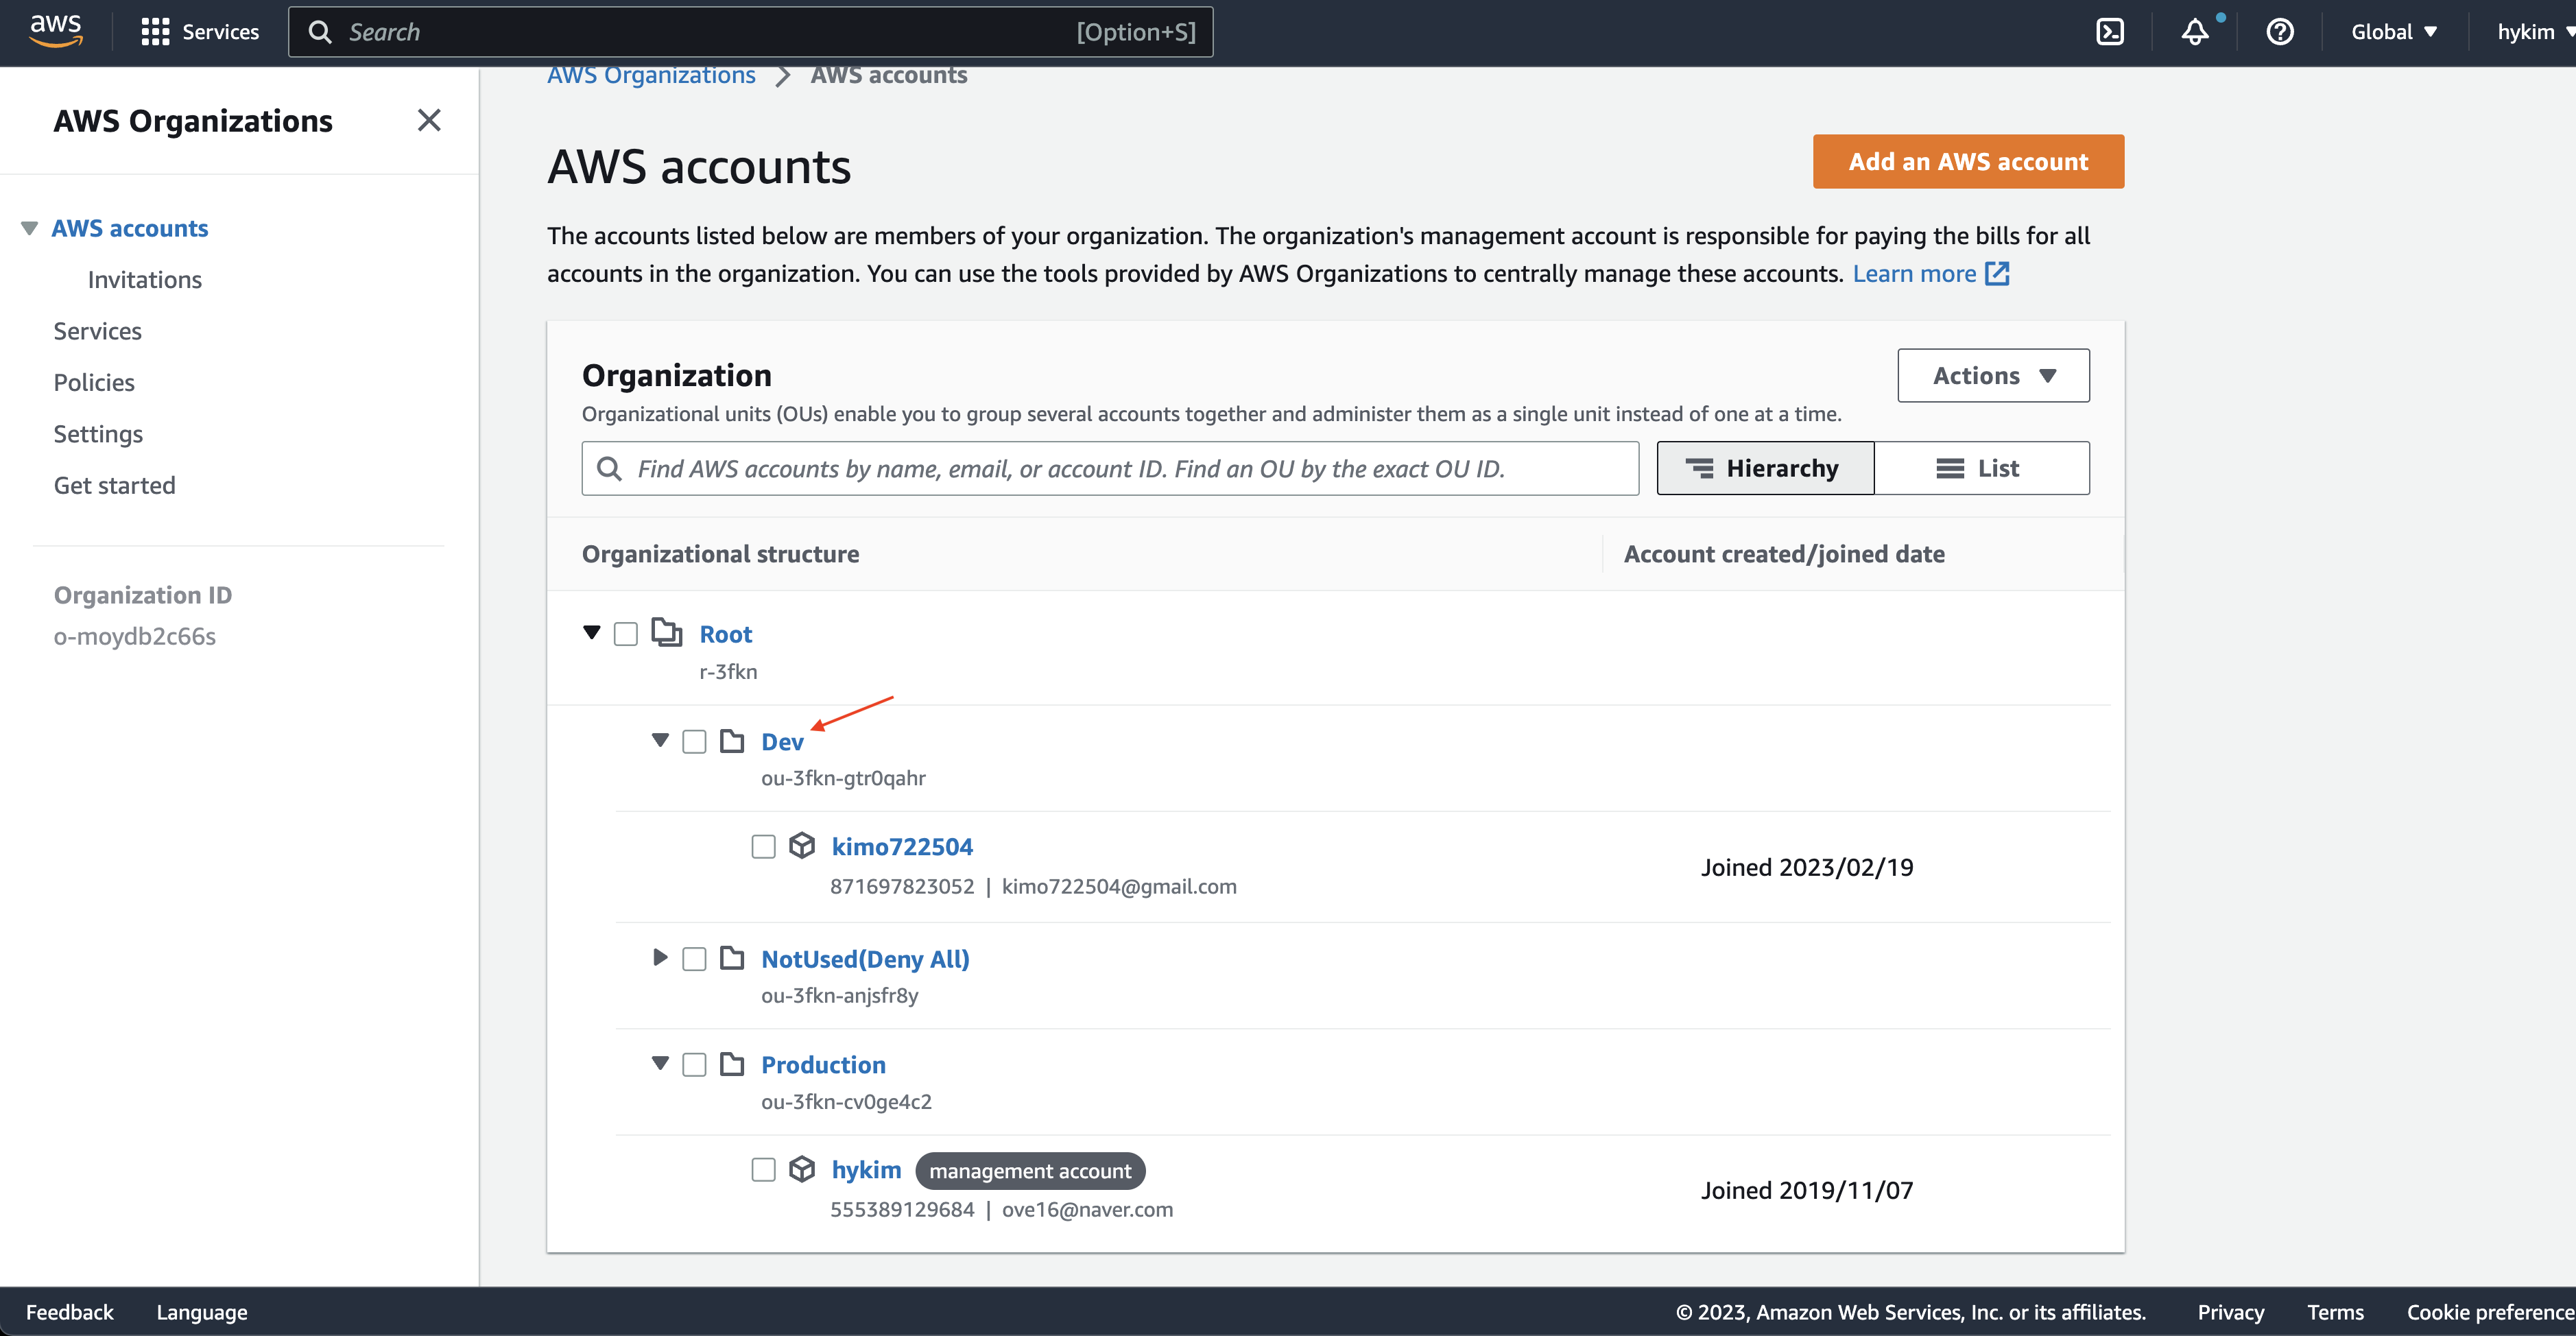 aws
Services
Search
[Option+S]
Global
hykim
AWS Organizations
AWS accounts
Invitations
Services
Policies
Settings
Get started
Organization ID
o-moydb2c66s
AWS Organizations > AWS accounts
AWS accounts
Add an AWS account
The accounts listed below are members of your organization. The organization's management account is responsible for paying the bills for all
accounts in the organization. You can use the tools provided by AWS Organizations to centrally manage these accounts. Learn more
Organization
Actions
Organizational units (OUs) enable you to group several accounts together and administer them as a single unit instead of one at a time.
Find AWS accounts by name, email, or account ID. Find an OU by the exact OU ID.
Hierarchy
List
Organizational structure
Account created/joined date
Root
r-3fkn
Dev
ou-3fkn-gtr0qahr
kimo722504
871697823052 | kimo722504@gmail.com
Joined 2023/02/19
NotUsed(Deny All)
ou-3fkn-anjsfr8y
Production
ou-3fkn-cv0ge4c2
hykim management account
555389129684 | ove16@naver.com
Joined 2019/11/07
Feedback
Language
© 2023, Amazon Web Services, Inc. or its affiliates.
Privacy
Terms
Cookie preference